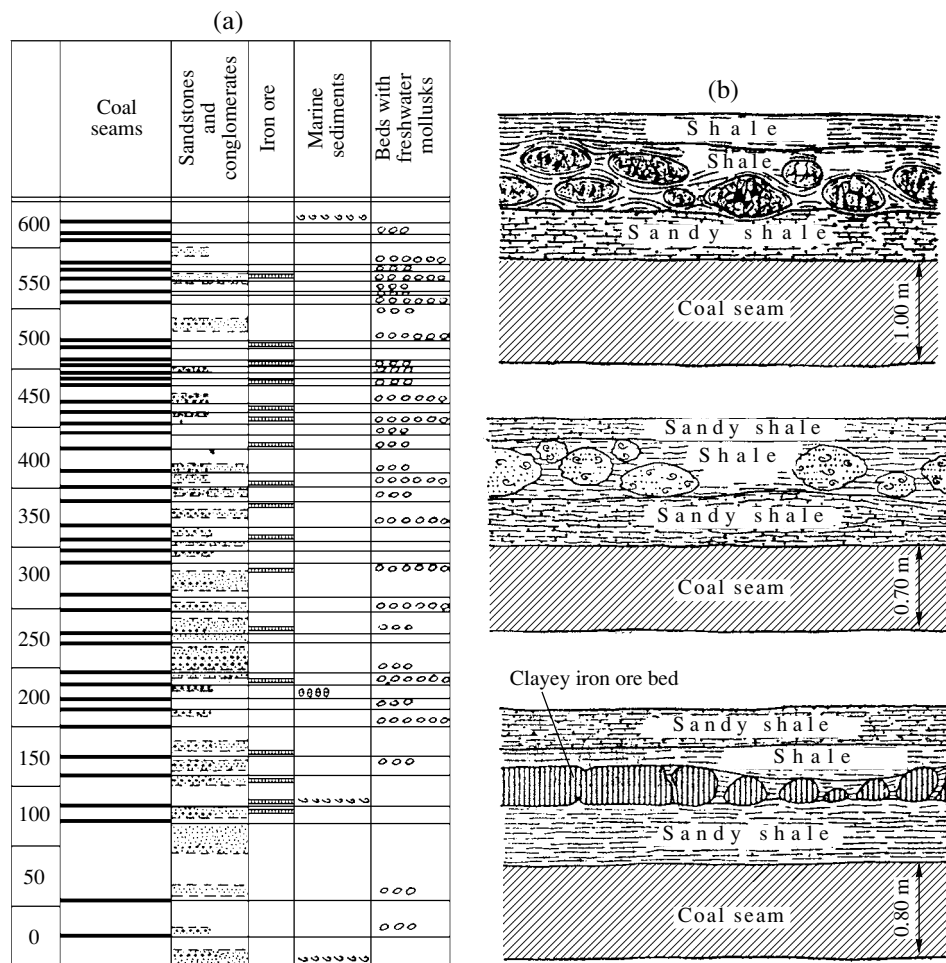 (a)
Coal
seams
Sandstones
and
conglomerates
Iron ore
Marine
sediments
Beds with
freshwater
mollusks
600
550
500
450
400
350
300
250
200
150
100
50
0
(b)
Shale
Shale
Sandy shale
Coal seam
1.00 m
Sandy shale
Shale
Sandy shale
Coal seam
0.70 m
Clayey iron ore bed
Sandy shale
Shale
Sandy shale
Coal seam
0.80 m